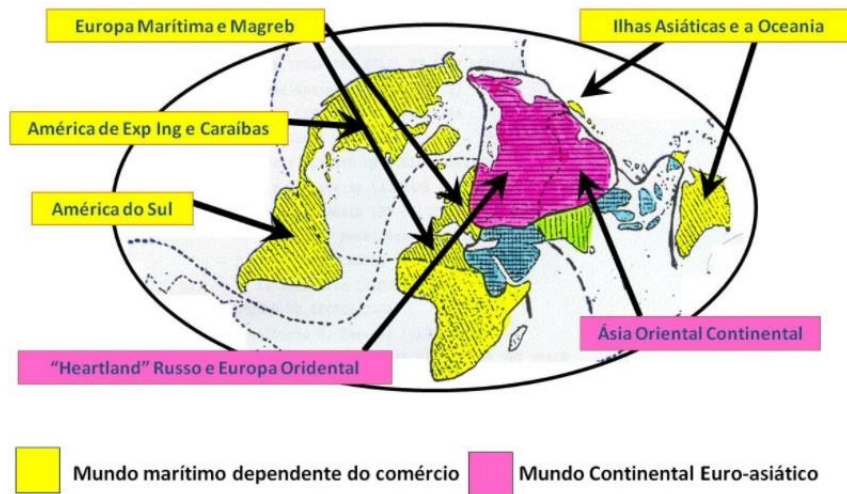 Europa Marítima e Magreb
Ilhas Asiáticas e a Oceania
América de Exp Ing e Caraíbas
América do Sul
Ásia Oriental Continental
“Heartland” Russo e Europa Oridental
Mundo marítimo dependente do comércio
Mundo Continental Euro-asiático